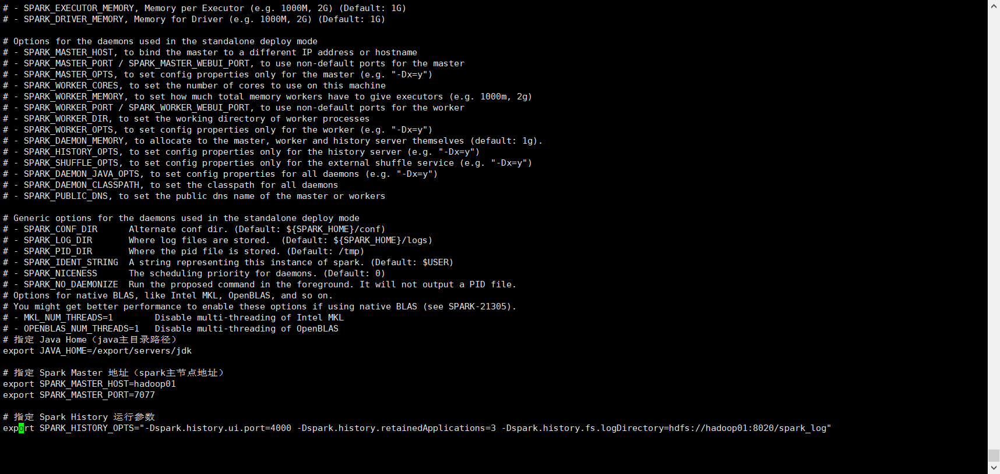 # - SPARK_EXECUTOR_MEMORY, Memory per Executor (e.g. 1000M, 2G) (Default: 1G)
# - SPARK_DRIVER_MEMORY, Memory for Driver (e.g. 1000M, 2G) (Default: 1G)
# Options for the daemons used in the standalone deploy mode
# - SPARK_MASTER_HOST, to bind the master to a different IP address or hostname
# - SPARK_MASTER_PORT / SPARK_MASTER_WEBUI_PORT, to use non-default ports for the master
# - SPARK_MASTER_OPTS, to set config properties only for the master (e.g. "-Dx=y")
# - SPARK_WORKER_CORES, to set the number of cores to use on this machine
# - SPARK_WORKER_MEMORY, to set how much total memory workers have to give executors (e.g. 1000m, 2g)
# - SPARK_WORKER_PORT / SPARK_WORKER_WEBUI_PORT, to use non-default ports for the worker
# - SPARK_WORKER_DIR, to set the working directory of worker processes
# - SPARK_WORKER_OPTS, to set config properties only for the worker (e.g. "-Dx=y")
# - SPARK_DAEMON_MEMORY, to allocate to the master, worker and history server themselves (default: 1g).
# - SPARK_HISTORY_OPTS, to set config properties only for the history server (e.g. "-Dx=y")
# - SPARK_SHUFFLE_OPTS, to set config properties only for the external shuffle service (e.g. "-Dx=y")
# - SPARK_DAEMON_JAVA_OPTS, to set config properties for all daemons (e.g. "-Dx=y")
# - SPARK_DAEMON_CLASSPATH, to set the classpath for all daemons
# - SPARK_PUBLIC_DNS, to set the public dns name of the master or workers
# Generic options for the daemons used in the standalone deploy mode
# - SPARK_CONF_DIR      Alternate conf dir. (Default: ${SPARK_HOME}/conf)
# - SPARK_LOG_DIR       Where log files are stored.  (Default: ${SPARK_HOME}/logs)
# - SPARK_PID_DIR       Where the pid file is stored. (Default: /tmp)
# - SPARK_IDENT_STRING  A string representing this instance of spark. (Default: $USER)
# - SPARK_NICENESS      The scheduling priority for daemons. (Default: 0)
# - SPARK_NO_DAEMONIZE  Run the proposed command in the foreground. It will not output a PID file.
# Options for native BLAS, like Intel MKL, OpenBLAS, and so on.
# You might get better performance to enable these options if using native BLAS (see SPARK-21305).
# - MKL_NUM_THREADS=1        Disable multi-threading of Intel MKL
# - OPENBLAS_NUM_THREADS=1   Disable multi-threading of OpenBLAS
# 指定 Java Home（java主目录路径）
export JAVA_HOME=/export/servers/jdk
# 指定 Spark Master 地址（spark主节点地址）
export SPARK_MASTER_HOST=hadoop01
export SPARK_MASTER_PORT=7077
# 指定 Spark History 运行参数
export SPARK_HISTORY_OPTS="-Dspark.history.ui.port=4000 -Dspark.history.retainedApplications=3 -Dspark.history.fs.logDirectory=hdfs://hadoop01:8020/spark_log"